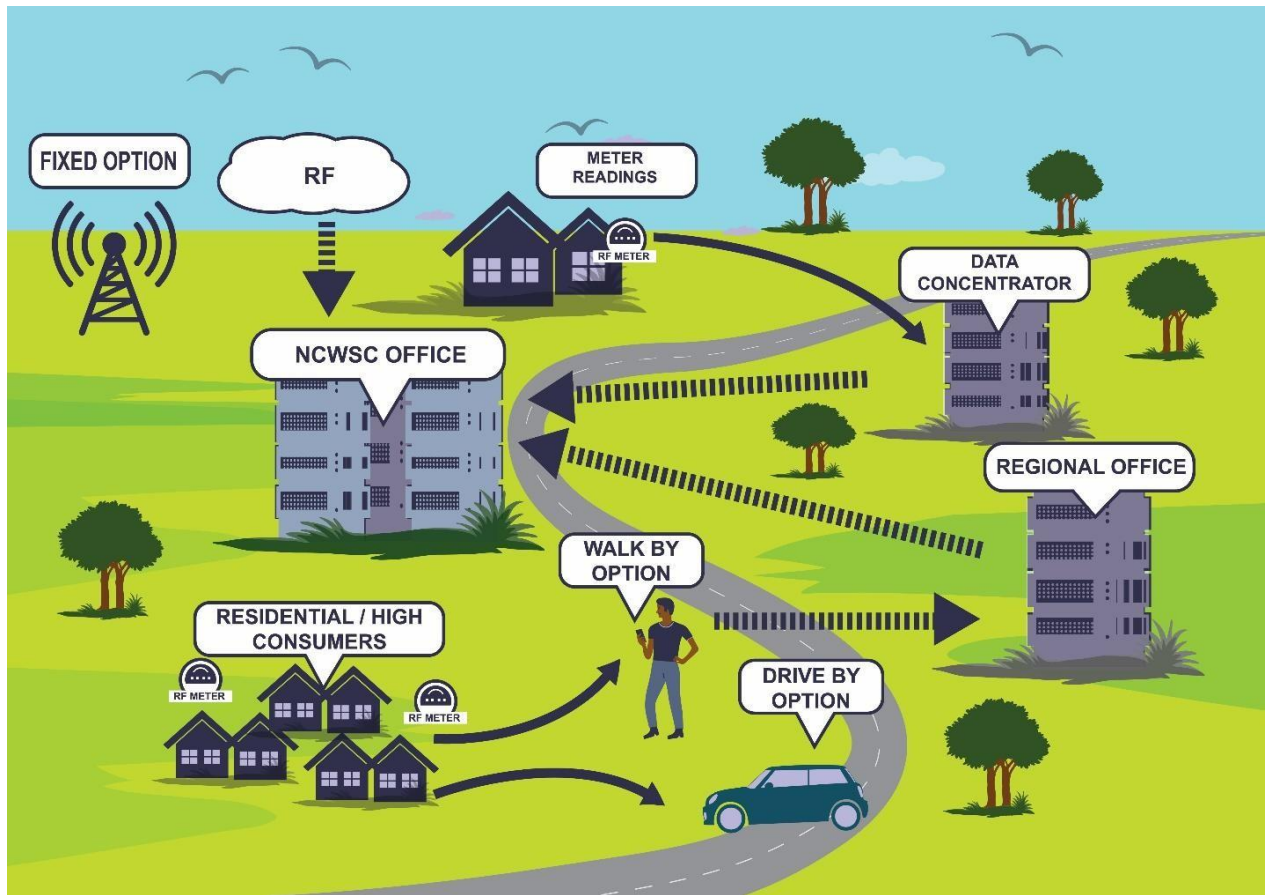 FIXED OPTION
RF
METER
READINGS
RF METER
DATA
CONCENTRATOR
NCWSC OFFICE
REGIONAL OFFICE
WALK BY
OPTION
RESIDENTIAL / HIGH
CONSUMERS
RF METER
RF METER
DRIVE BY
OPTION